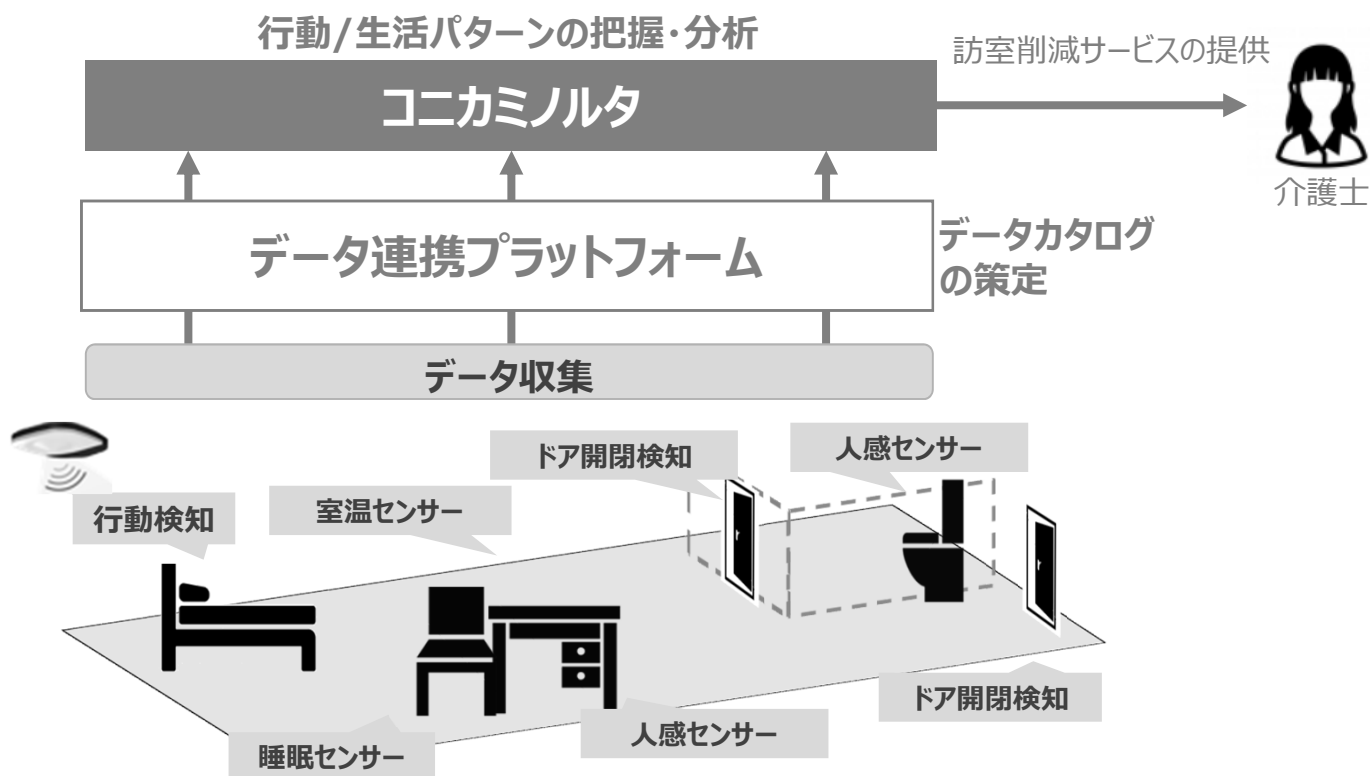 行動/生活パターンの把握・分析
訪室削減サービスの提供
コニカミノルタ
介護士
データ連携プラットフォーム
データカタログ
の策定
データ収集
ドア開閉検知
人感センサー
行動検知
室温センサー
ドア開閉検知
人感センサー
睡眠センサー